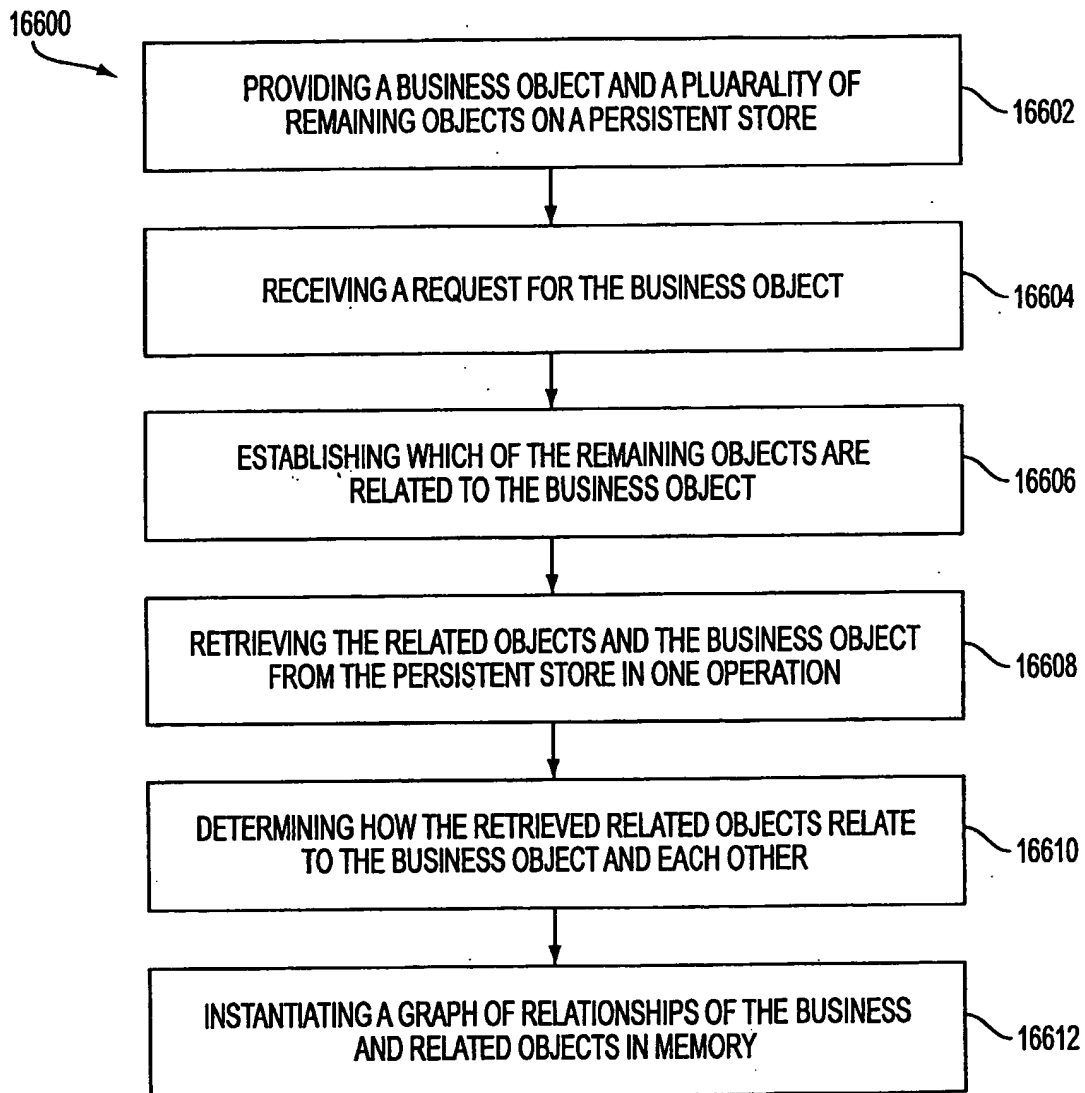 16600
PROVIDING A BUSINESS OBJECT AND A PLUARALITY OF
REMAINING OBJECTS ON A PERSISTENT STORE
16602
RECEIVING A REQUEST FOR THE BUSINESS OBJECT
16604
ESTABLISHING WHICH OF THE REMAINING OBJECTS ARE
RELATED TO THE BUSINESS OBJECT
16606
RETRIEVING THE RELATED OBJECTS AND THE BUSINESS OBJECT
FROM THE PERSISTENT STORE IN ONE OPERATION
16608
DETERMINING HOW THE RETRIEVED RELATED OBJECTS RELATE
TO THE BUSINESS OBJECT AND EACH OTHER
16610
INSTANTIATING A GRAPH OF RELATIONSHIPS OF THE BUSINESS
AND RELATED OBJECTS IN MEMORY
16612